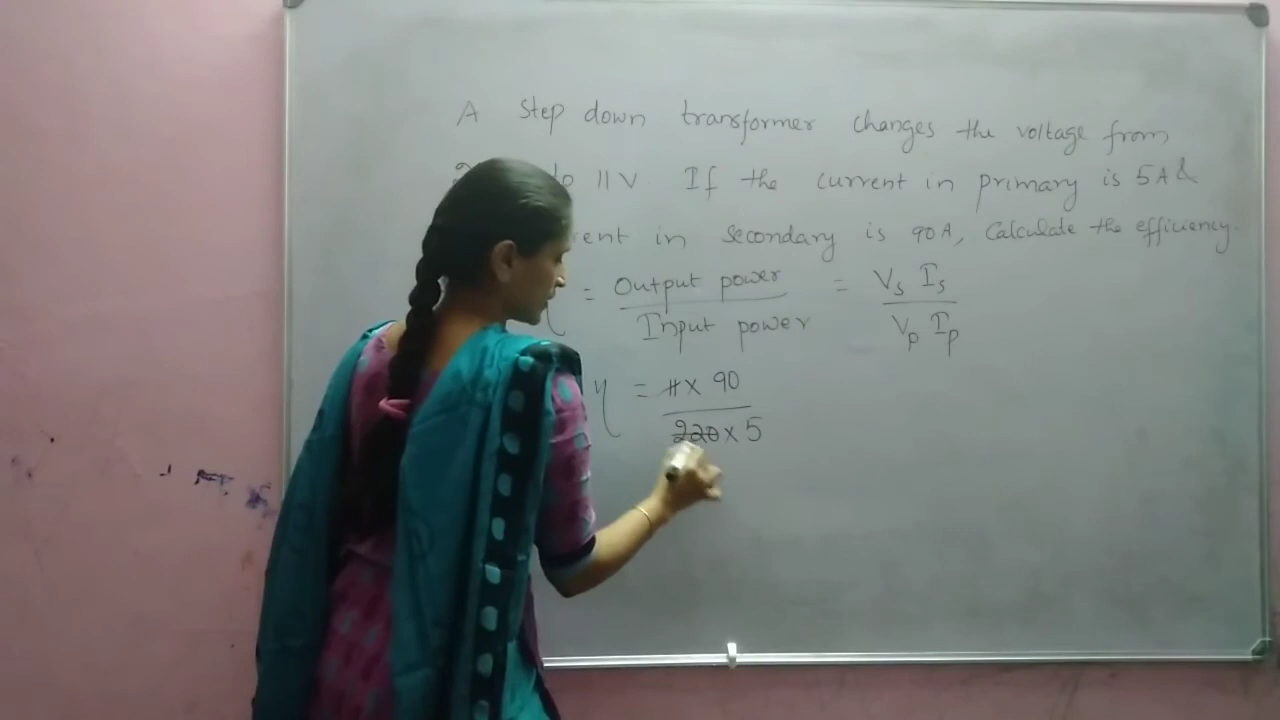 A step down transformer changes the voltage from
to 11V If the current in primary is 5A &
in secondary is 90A, Calculate the efficiency.
= Output power / Input power = Vs Is / Vp Ip
η = 11 x 90
220 x 5